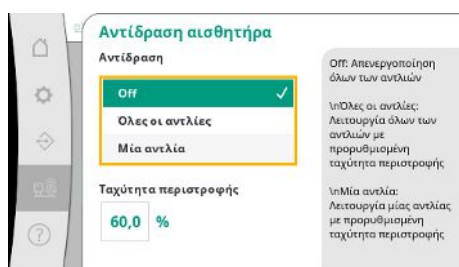 Αντίδραση αισθητήρα
Αντίδραση
Off
Όλες οι αντλίες
Μία αντλία
Ταχύτητα περιστροφής
60,0 %
Off: Απενεργοποίηση
όλων των αντλιών
\nΌλες οι αντλίες:
Λειτουργία όλων των
αντλιών με
προρυθμισμένη
ταχύτητα περιστροφής
\nΜία αντλία:
Λειτουργία μίας αντλίας
με προρυθμισμένη
ταχύτητα περιστροφής